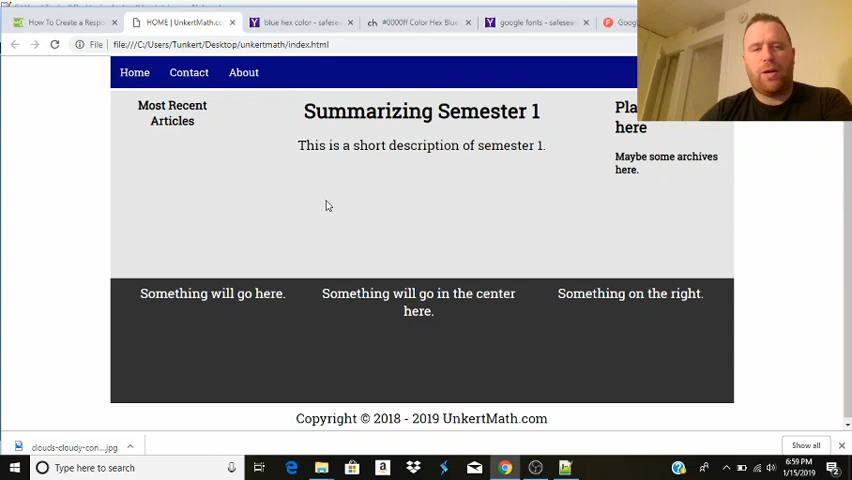 How To Create a Respo
HOME | UnkertMath.com
blue hex color - safesea
#0000ff Color Hex Blue
google fonts - safesea
Goog
File
file:///C:/Users/Tunkert/Desktop/unkertmath/index.html
Home
Contact
About
Most Recent
Articles
Summarizing Semester 1
This is a short description of semester 1.
Pla
here
Maybe some archives
here.
Something will go here.
Something will go in the center
here.
Something on the right.
Copyright © 2018 - 2019 UnkertMath.com
clouds-cloudy-con....jpg
Show all
Type here to search
6:59 PM
1/15/2019